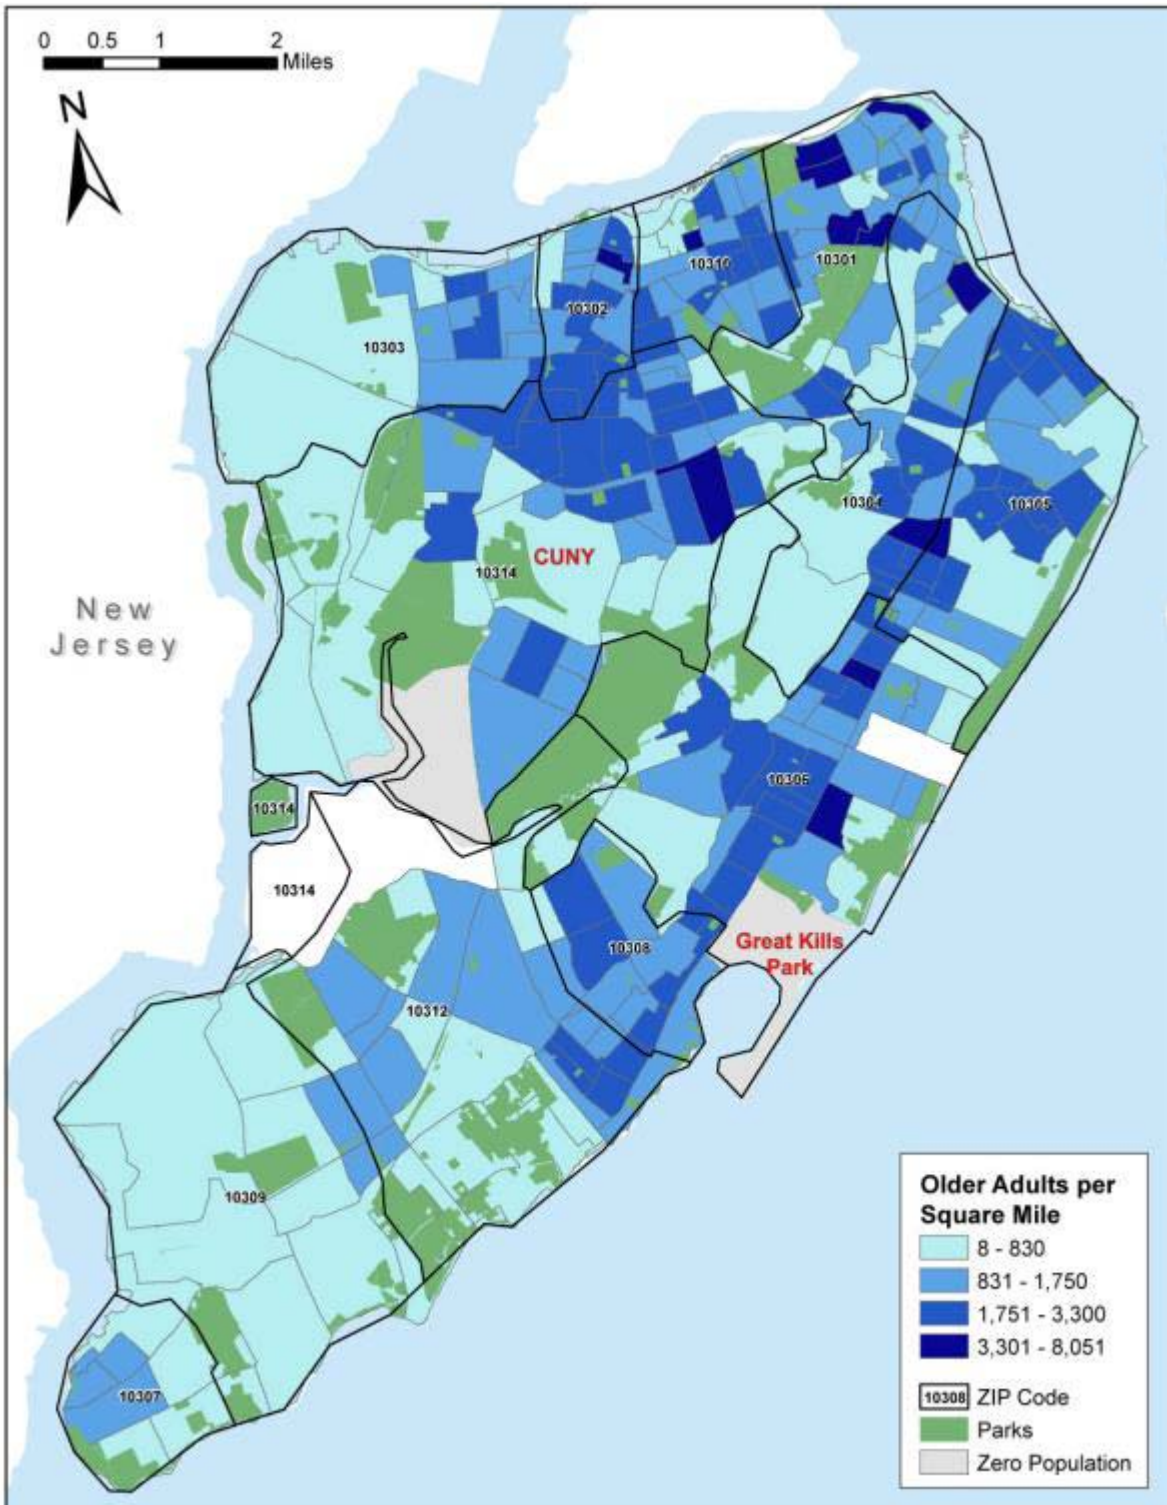 0 0.5 1 2
Miles
N
10301
10310
10302
10303
10304
10305
CUNY
10314
New
Jersey
10306
10314
10314
10308
Great Kills
Park
10312
10309
10307
Older Adults per
Square Mile
8 - 830
831 - 1,750
1,751 - 3,300
3,301 - 8,051
10308 ZIP Code
Parks
Zero Population